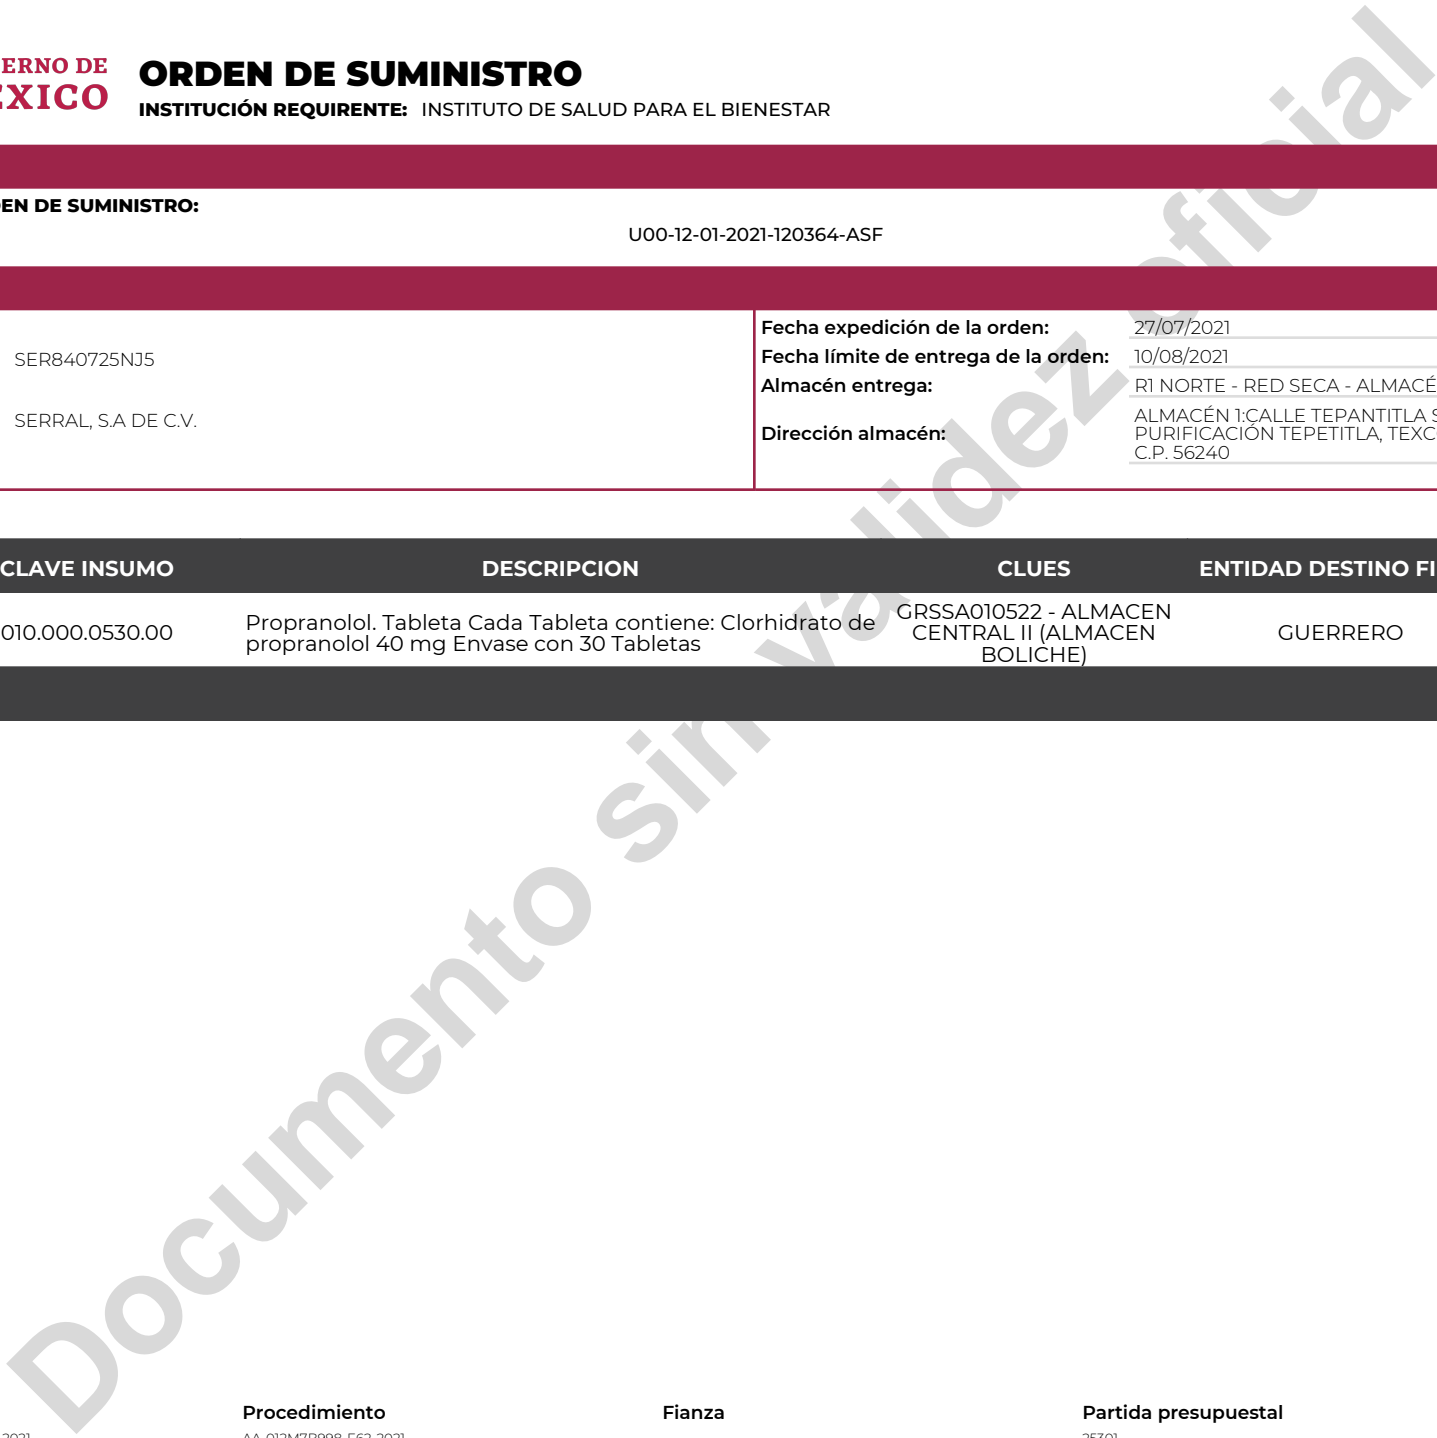 ERNO DE
EXICO
ORDEN DE SUMINISTRO
INSTITUCIÓN REQUIRENTE: INSTITUTO DE SALUD PARA EL BIENESTAR
EN DE SUMINISTRO:
U00-12-01-2021-120364-ASF
SER840725NJ5
SERRAL, S.A DE C.V.
Fecha expedición de la orden: 27/07/2021
Fecha límite de entrega de la orden: 10/08/2021
Almacén entrega: R1 NORTE - RED SECA - ALMACÉ
Dirección almacén:
ALMACÉN 1:CALLE TEPANTITLA S
PURIFICACIÓN TEPETITLA, TEXC
C.P. 56240
CLAVE INSUMO DESCRIPCION CLUES ENTIDAD DESTINO FI
010.000.0530.00
Propranolol. Tableta Cada Tableta contiene: Clorhidrato de
propranolol 40 mg Envase con 30 Tabletas
GRSSA010522 - ALMACEN
CENTRAL II (ALMACEN
BOLICHE)
GUERRERO
Documento sin validez oficial
Procedimiento Fianza Partida presupuestal